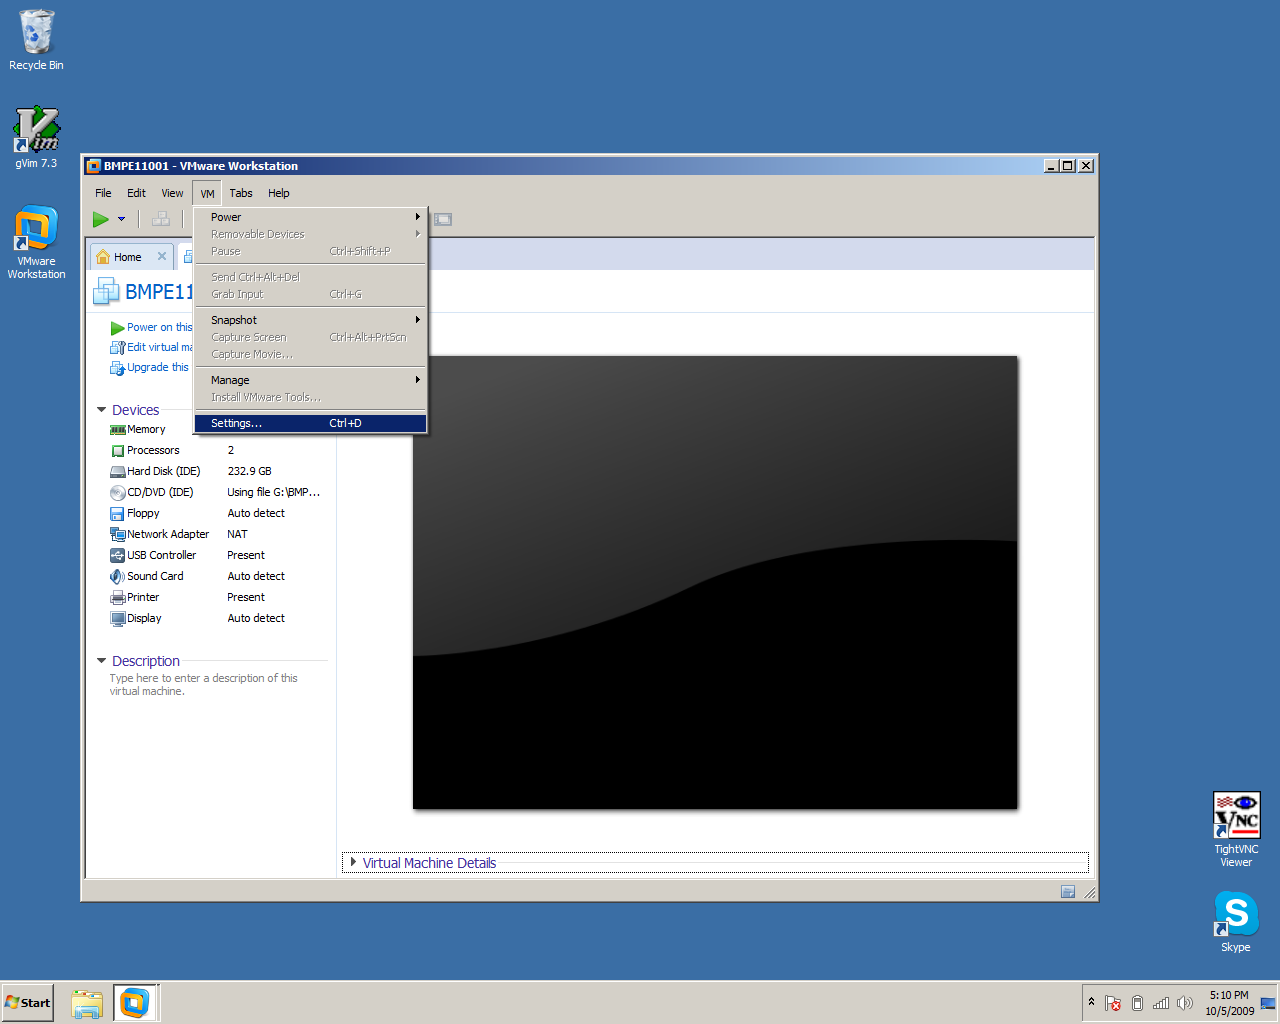 Recycle Bin
gVim 7.3
VMware
Workstation
BMPE11001 - VMware Workstation
File Edit View VM Tabs Help
Power
Removable Devices
Pause Ctrl+Shift+P
Send Ctrl+Alt+Del
Grab Input Ctrl+G
Snapshot
Capture Screen Ctrl+Alt+PrtScn
Capture Movie...
Manage
Install VMware Tools...
Settings... Ctrl+D
Home
BMPE11
Power on this
Edit virtual ma
Upgrade this
Devices
Memory
Processors 2
Hard Disk (IDE) 232.9 GB
CD/DVD (IDE) Using file G:\BMP...
Floppy Auto detect
Network Adapter NAT
USB Controller Present
Sound Card Auto detect
Printer Present
Display Auto detect
Description
Type here to enter a description of this
virtual machine.
Virtual Machine Details
VNC
TightVNC
Viewer
Skype
Start
5:10 PM
10/5/2009